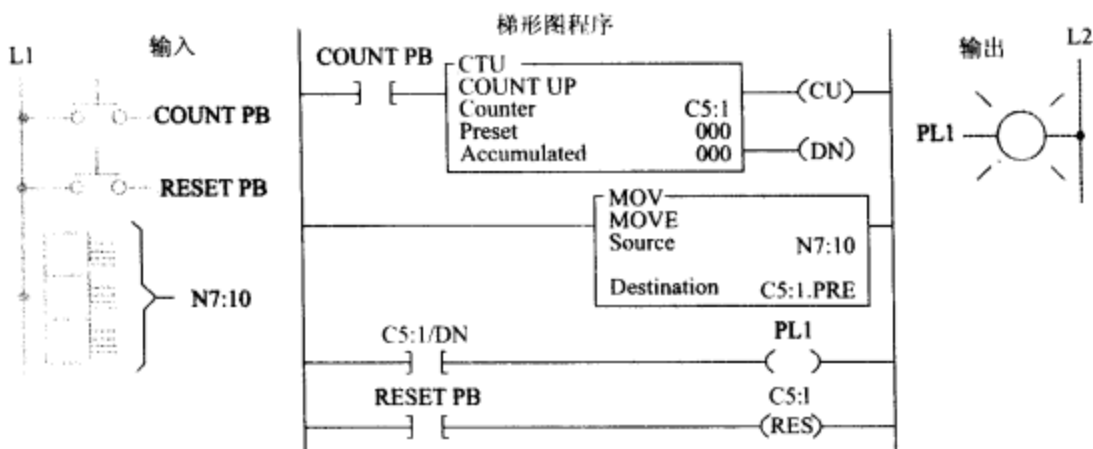 梯形图程序
L1
输入
COUNT PB
RESET PB
N7:10
COUNT PB
CTU
COUNT UP
Counter C5:1
Preset 000
Accumulated 000
(CU)
(DN)
MOV
MOVE
Source N7:10
Destination C5:1.PRE
C5:1/DN
PL1
RESET PB
C5:1
(RES)
输出
L2
PL1